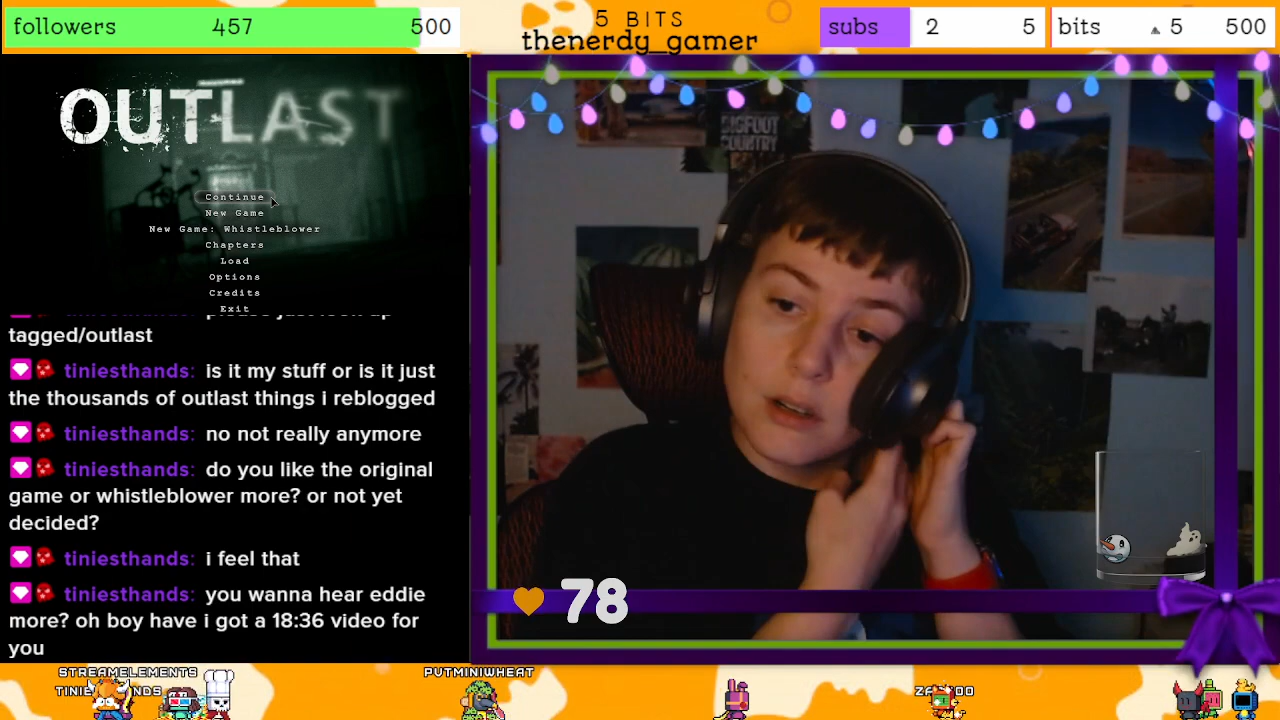 followers 457 500
5 BITS
thenerdy_gamer
subs 2 5
bits 5 500
OUTLAST
Continue
New Game
New Game: Whistleblower
Chapters
Load
Options
Credits
Exit
tagged/outlast
tiniesthands: is it my stuff or is it just
the thousands of outlast things i reblogged
tiniesthands: no not really anymore
tiniesthands: do you like the original
game or whistleblower more? or not yet
decided?
tiniesthands: i feel that
tiniesthands: you wanna hear eddie
more? oh boy have i got a 18:36 video for
you
BIGFOOT
COUNTRY
78
STREAMELEMENTS
PUTMINIWHEAT